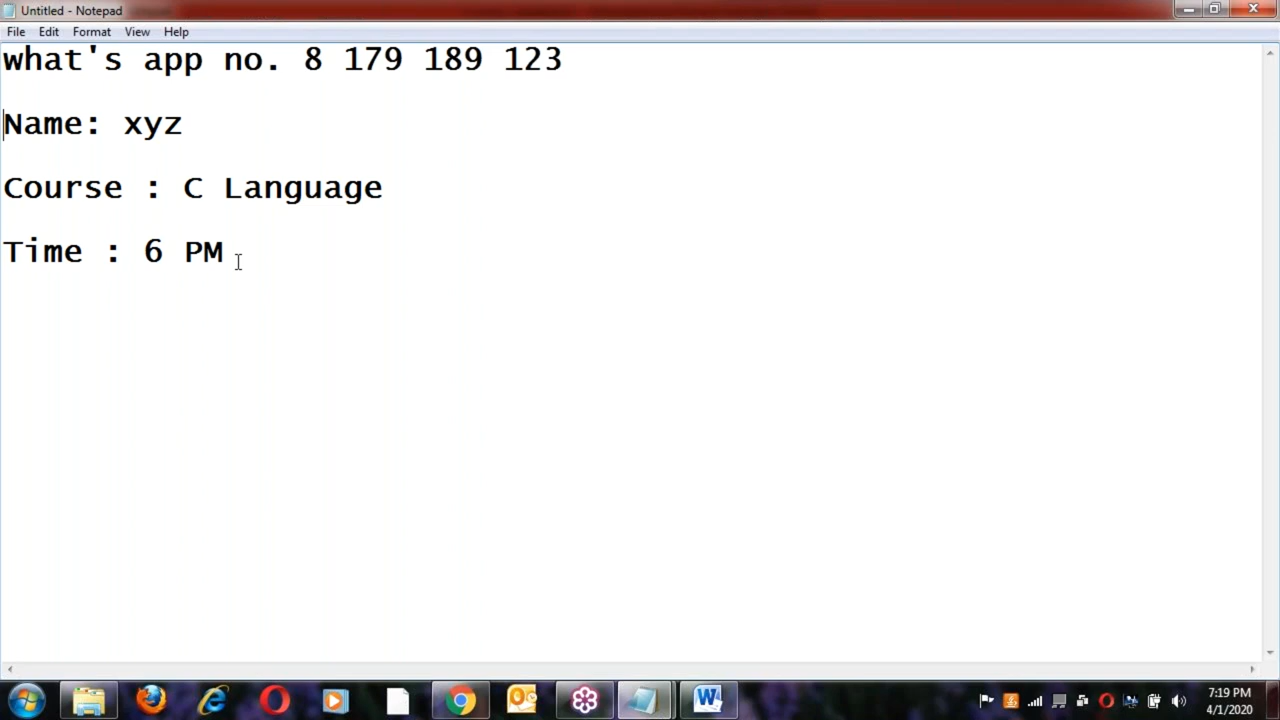 Untitled - Notepad
File Edit Format View Help
what's app no. 8 179 189 123
Name: xyz
Course : C Language
Time : 6 PM
7:19 PM
4/1/2020